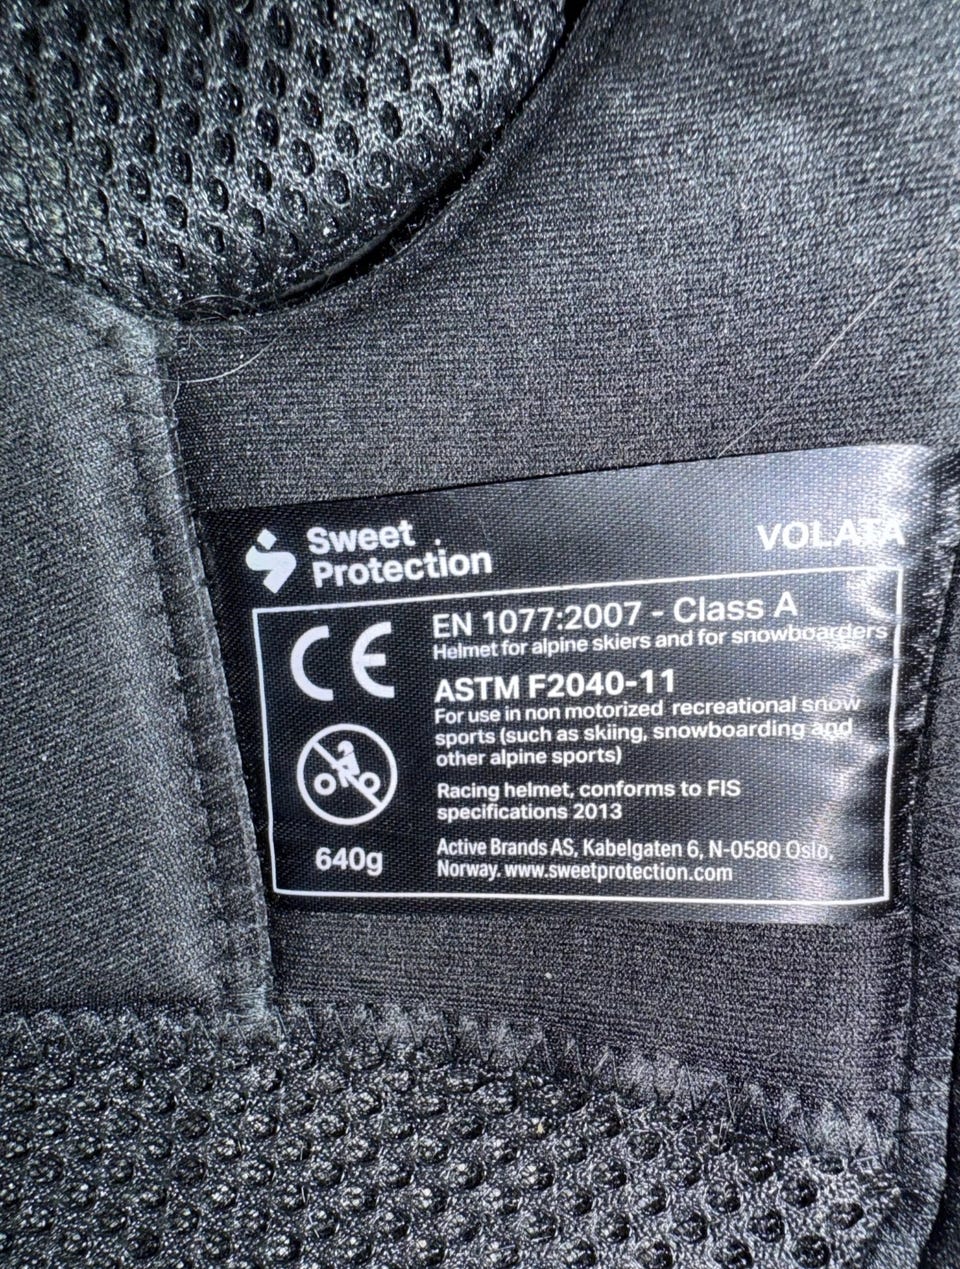 Sweet
Protection
VOLATA
CE
EN 1077:2007 - Class A
Helmet for alpine skiers and for snowboarders
ASTM F2040-11
For use in non motorized recreational snow
sports (such as skiing, snowboarding and
other alpine sports)
Racing helmet, conforms to FIS
specifications 2013
640g
Active Brands AS, Kabelgaten 6, N-0580 Oslo,
Norway. www.sweetprotection.com